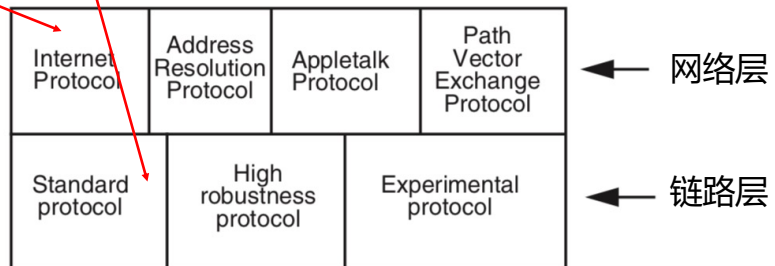 Internet
Protocol
Address
Resolution
Protocol
Appletalk
Protocol
Path
Vector
Exchange
Protocol
网络层
Standard
protocol
High
robustness
protocol
Experimental
protocol
链路层